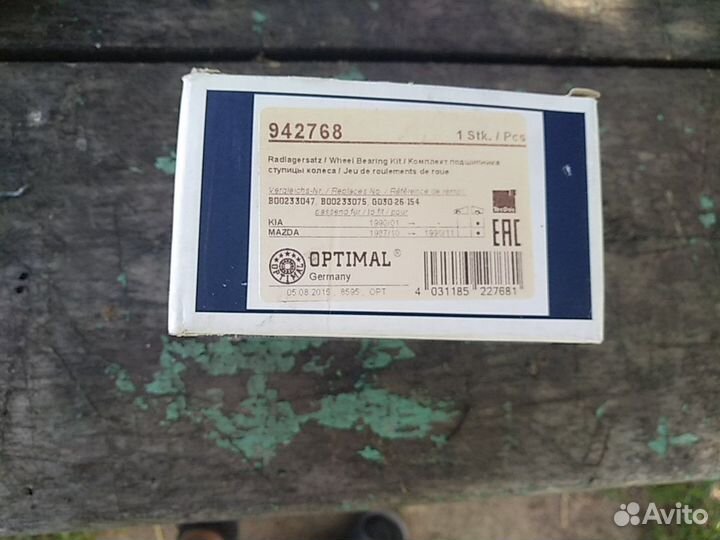 942768
1 Stk. / Pcs
Radlagersatz / Wheel Bearing Kit / Комплект подшипника
ступицы колеса / Jeu de roulements de roue
Vergleichs-Nr. / Replaces No. / Référence de rempl.
B00233047, B00233075, G030 26 154
passend für / to fit / pour
KIA 1990/01 -- -
MAZDA 1987/10 -- 1990/11
EAC
OPTIMAL®
Germany
05.08.2015 8595 OPT
4 031185 227681
Avito